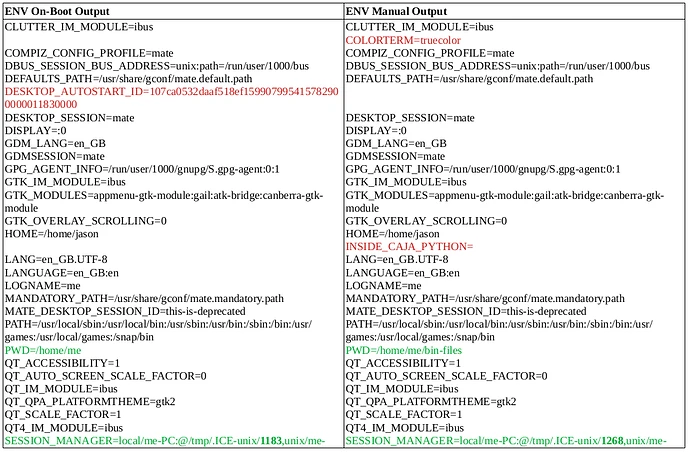 ENV On-Boot Output
CLUTTER_IM_MODULE=ibus
COMPIZ_CONFIG_PROFILE=mate
DBUS_SESSION_BUS_ADDRESS=unix:path=/run/user/1000/bus
DEFAULTS_PATH=/usr/share/gconf/mate.default.path
DESKTOP_AUTOSTART_ID=107ca0532daaf518ef15990799541578290
0000011830000
DESKTOP_SESSION=mate
DISPLAY=:0
GDM_LANG=en_GB
GDMSESSION=mate
GPG_AGENT_INFO=/run/user/1000/gnupg/S.gpg-agent:0:1
GTK_IM_MODULE=ibus
GTK_MODULES=appmenu-gtk-module:gail:atk-bridge:canberra-gtk-
module
GTK_OVERLAY_SCROLLING=0
HOME=/home/jason
LANG=en_GB.UTF-8
LANGUAGE=en_GB:en
LOGNAME=me
MANDATORY_PATH=/usr/share/gconf/mate.mandatory.path
MATE_DESKTOP_SESSION_ID=this-is-deprecated
PATH=/usr/local/sbin:/usr/local/bin:/usr/sbin:/usr/bin:/sbin:/bin:/usr/
games:/usr/local/games:/snap/bin
PWD=/home/me
QT_ACCESSIBILITY=1
QT_AUTO_SCREEN_SCALE_FACTOR=0
QT_IM_MODULE=ibus
QT_QPA_PLATFORMTHEME=gtk2
QT_SCALE_FACTOR=1
QT4_IM_MODULE=ibus
SESSION_MANAGER=local/me-PC:@/tmp/.ICE-unix/1183,unix/me-
ENV Manual Output
CLUTTER_IM_MODULE=ibus
COLORTERM=truecolor
COMPIZ_CONFIG_PROFILE=mate
DBUS_SESSION_BUS_ADDRESS=unix:path=/run/user/1000/bus
DEFAULTS_PATH=/usr/share/gconf/mate.default.path
DESKTOP_SESSION=mate
DISPLAY=:0
GDM_LANG=en_GB
GDMSESSION=mate
GPG_AGENT_INFO=/run/user/1000/gnupg/S.gpg-agent:0:1
GTK_IM_MODULE=ibus
GTK_MODULES=appmenu-gtk-module:gail:atk-bridge:canberra-gtk-
module
GTK_OVERLAY_SCROLLING=0
HOME=/home/jason
INSIDE_CAJA_PYTHON=
LANG=en_GB.UTF-8
LANGUAGE=en_GB:en
LOGNAME=me
MANDATORY_PATH=/usr/share/gconf/mate.mandatory.path
MATE_DESKTOP_SESSION_ID=this-is-deprecated
PATH=/usr/local/sbin:/usr/local/bin:/usr/sbin:/usr/bin:/sbin:/bin:/usr/
games:/usr/local/games:/snap/bin
PWD=/home/me/bin-files
QT_ACCESSIBILITY=1
QT_AUTO_SCREEN_SCALE_FACTOR=0
QT_IM_MODULE=ibus
QT_QPA_PLATFORMTHEME=gtk2
QT_SCALE_FACTOR=1
QT4_IM_MODULE=ibus
SESSION_MANAGER=local/me-PC:@/tmp/.ICE-unix/1268,unix/me-